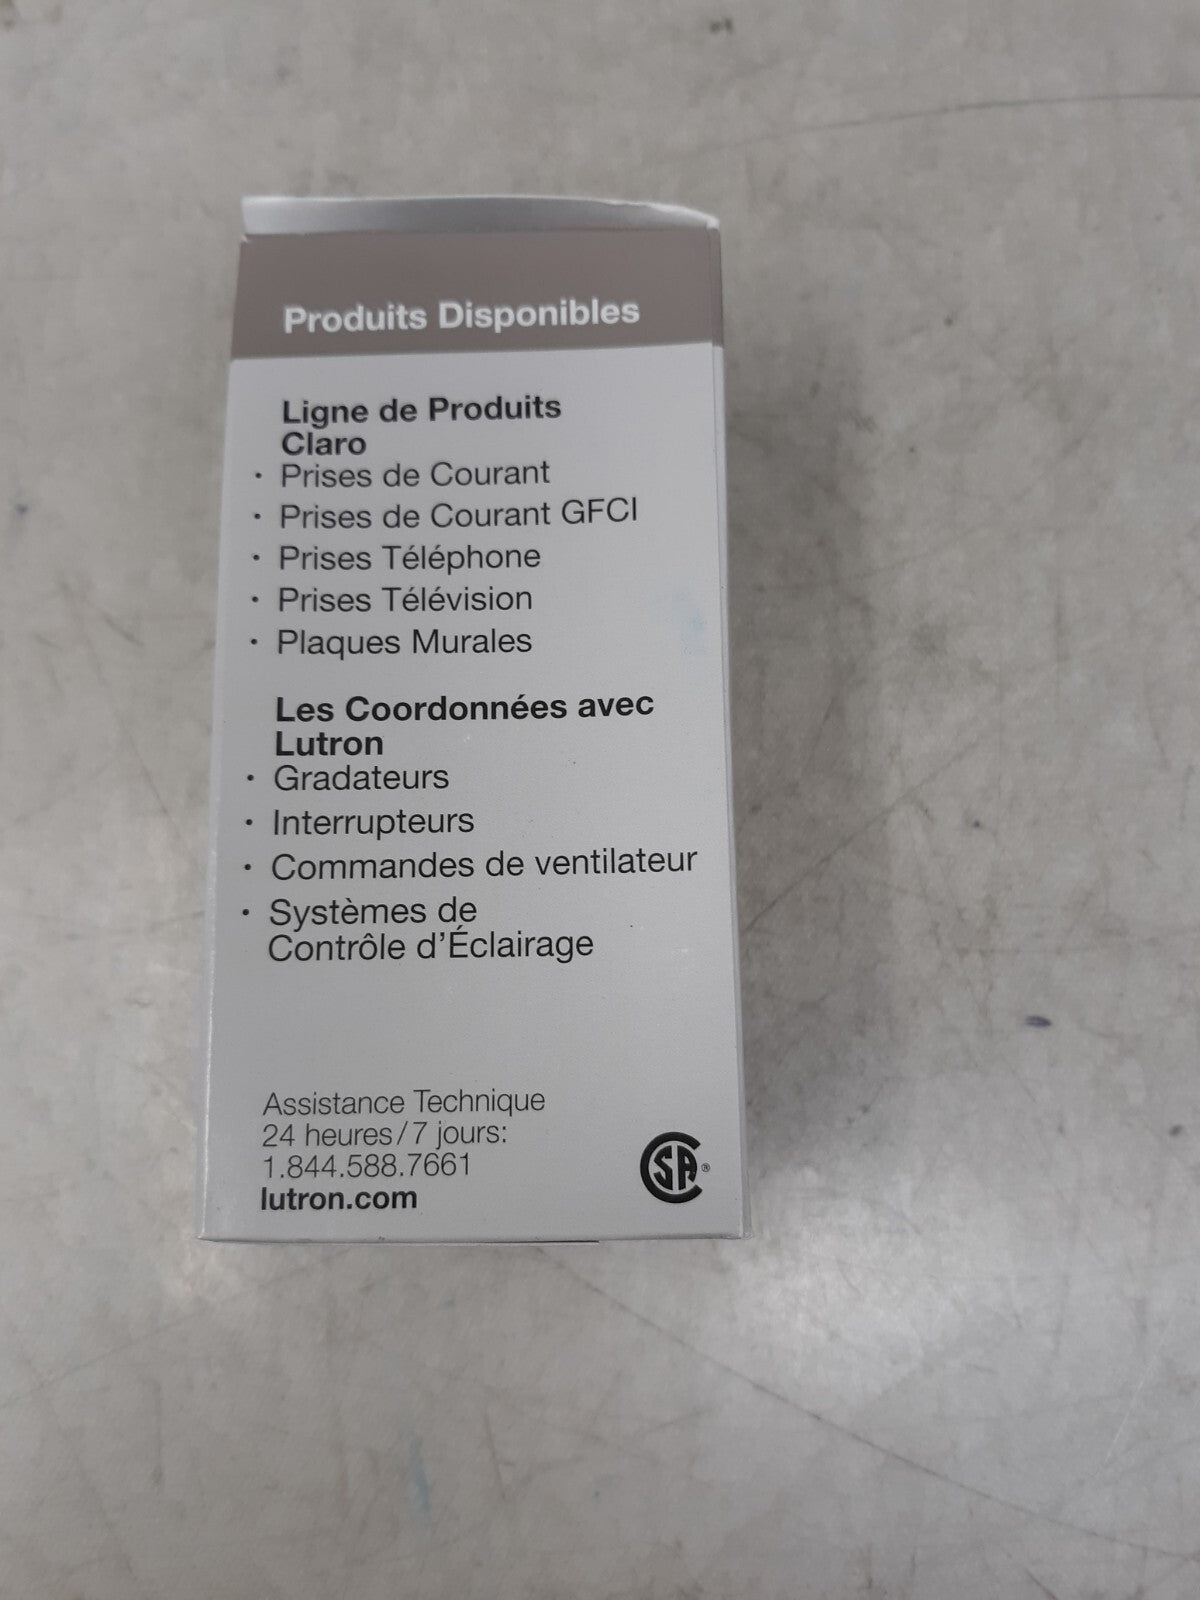 Produits Disponibles
Ligne de Produits
Claro
· Prises de Courant
· Prises de Courant GFCI
· Prises Téléphone
· Prises Télévision
· Plaques Murales
Les Coordonnées avec
Lutron
· Gradateurs
· Interrupteurs
· Commandes de ventilateur
· Systèmes de
Contrôle d'Éclairage
Assistance Technique
24 heures/7 jours:
1.844.588.7661
lutron.com
CSA®